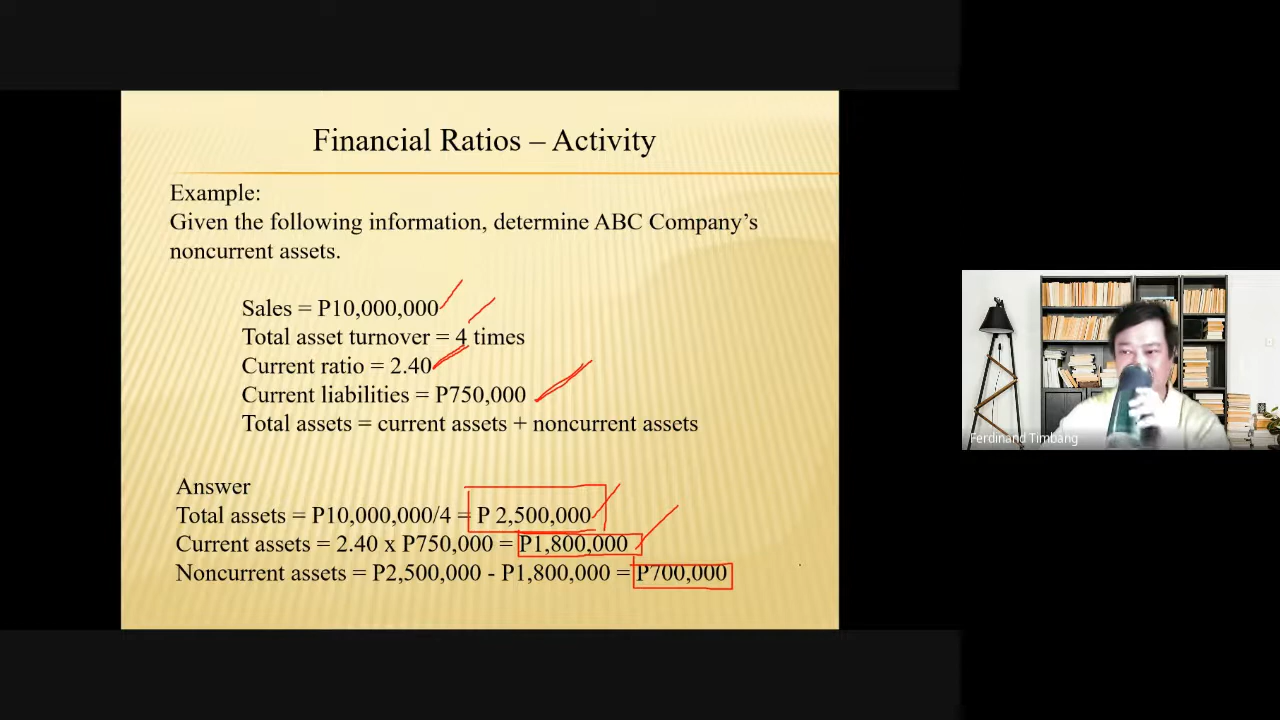 Financial Ratios – Activity
Example:
Given the following information, determine ABC Company’s
noncurrent assets.
Sales = P10,000,000
Total asset turnover = 4 times
Current ratio = 2.40
Current liabilities = P750,000
Total assets = current assets + noncurrent assets
Answer
Total assets = P10,000,000/4 = P 2,500,000
Current assets = 2.40 x P750,000 = P1,800,000
Noncurrent assets = P2,500,000 - P1,800,000 = P700,000
Ferdinand Timbang